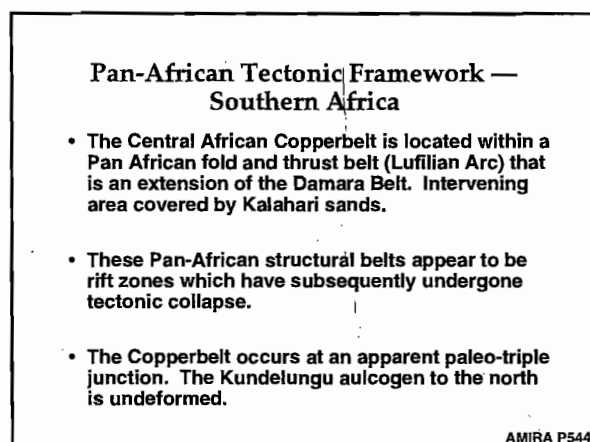 Pan-African Tectonic Framework —
Southern Africa
• The Central African Copperbelt is located within a
Pan African fold and thrust belt (Lufilian Arc) that
is an extension of the Damara Belt. Intervening
area covered by Kalahari sands.
• These Pan-African structural belts appear to be
rift zones which have subsequently undergone
tectonic collapse.
• The Copperbelt occurs at an apparent paleo-triple
junction. The Kundelungu aulcogen to the north
is undeformed.
AMIRA P544